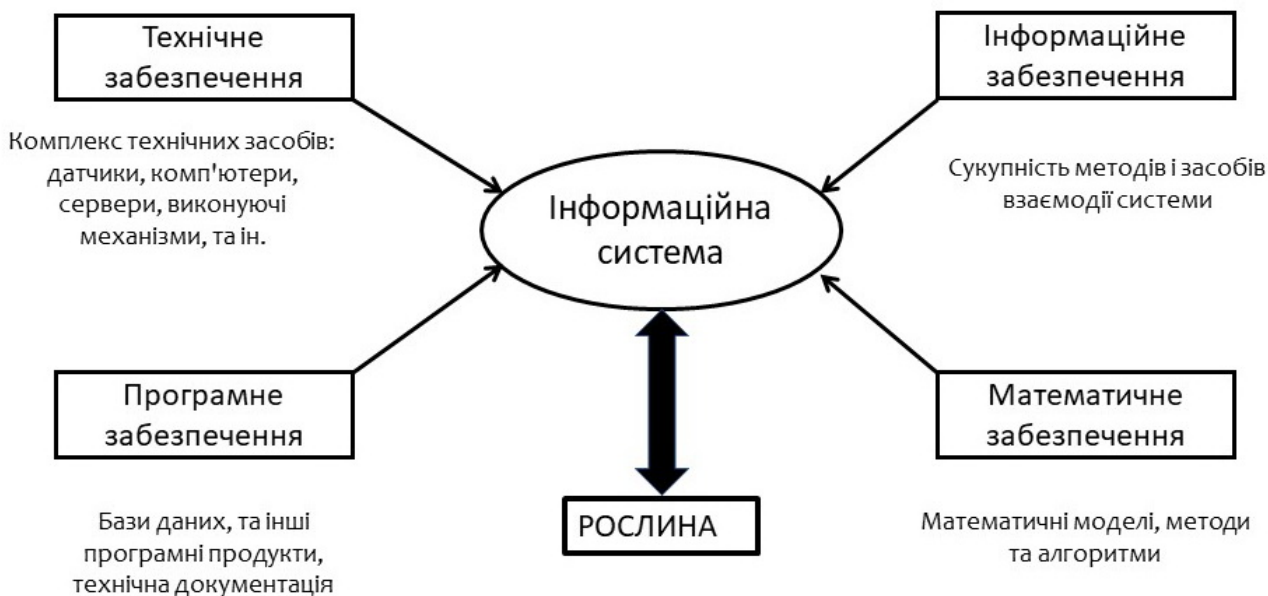 Технічне
забезпечення
Комплекс технічних засобів:
датчики, комп'ютери,
сервери, виконуючі
механізми, та ін.
Інформаційне
забезпечення
Сукупність методів і засобів
взаємодії системи
Інформаційна
система
Програмне
забезпечення
Бази даних, та інші
програмні продукти,
технічна документація
РОСЛИНА
Математичне
забезпечення
Математичні моделі, методи
та алгоритми